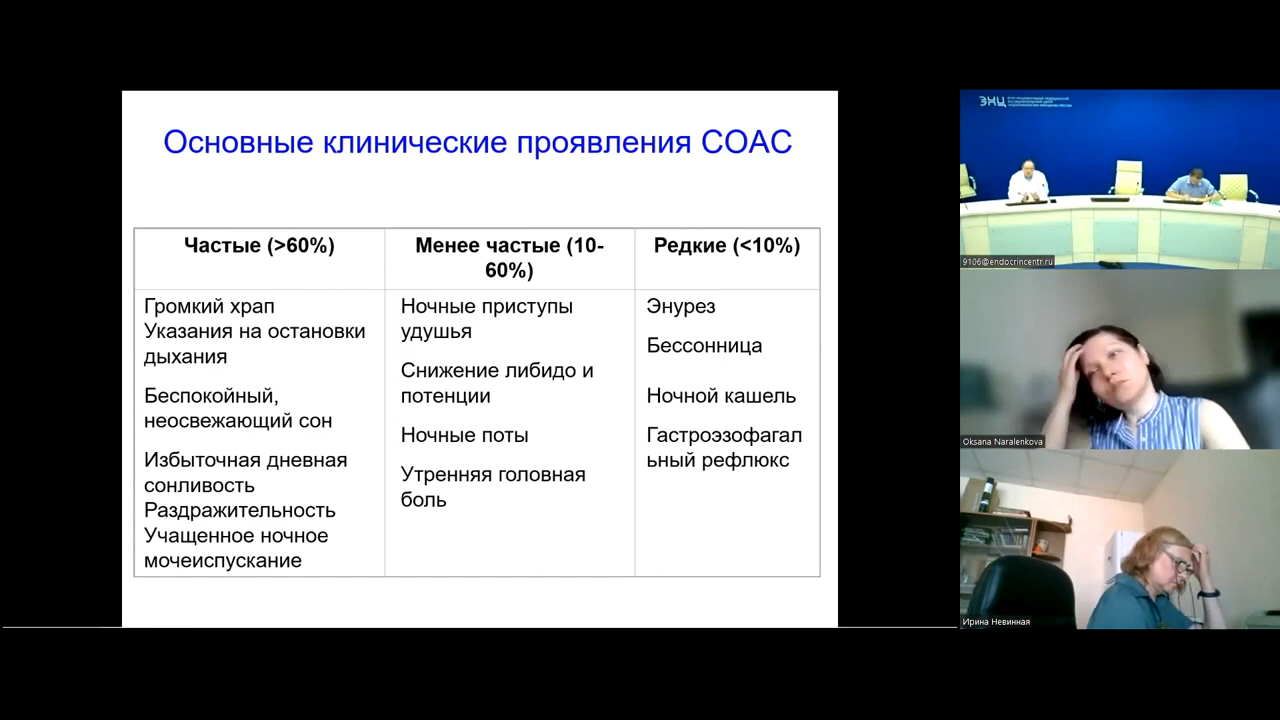 Основные клинические проявления СОАС
Частые (>60%)
Менее частые (10-
60%)
Редкие (<10%)
Громкий храп
Указания на остановки
дыхания
Беспокойный,
неосвежающий сон
Избыточная дневная
сонливость
Раздражительность
Учащенное ночное
мочеиспускание
Ночные приступы
удушья
Снижение либидо и
потенции
Ночные поты
Утренняя головная
боль
Энурез
Бессонница
Ночной кашель
Гастроэзофагал
ьный рефлюкс
ЭНЦ
9106@endocrincentr.ru
Oksana Naralenkova
Ирина Невинная